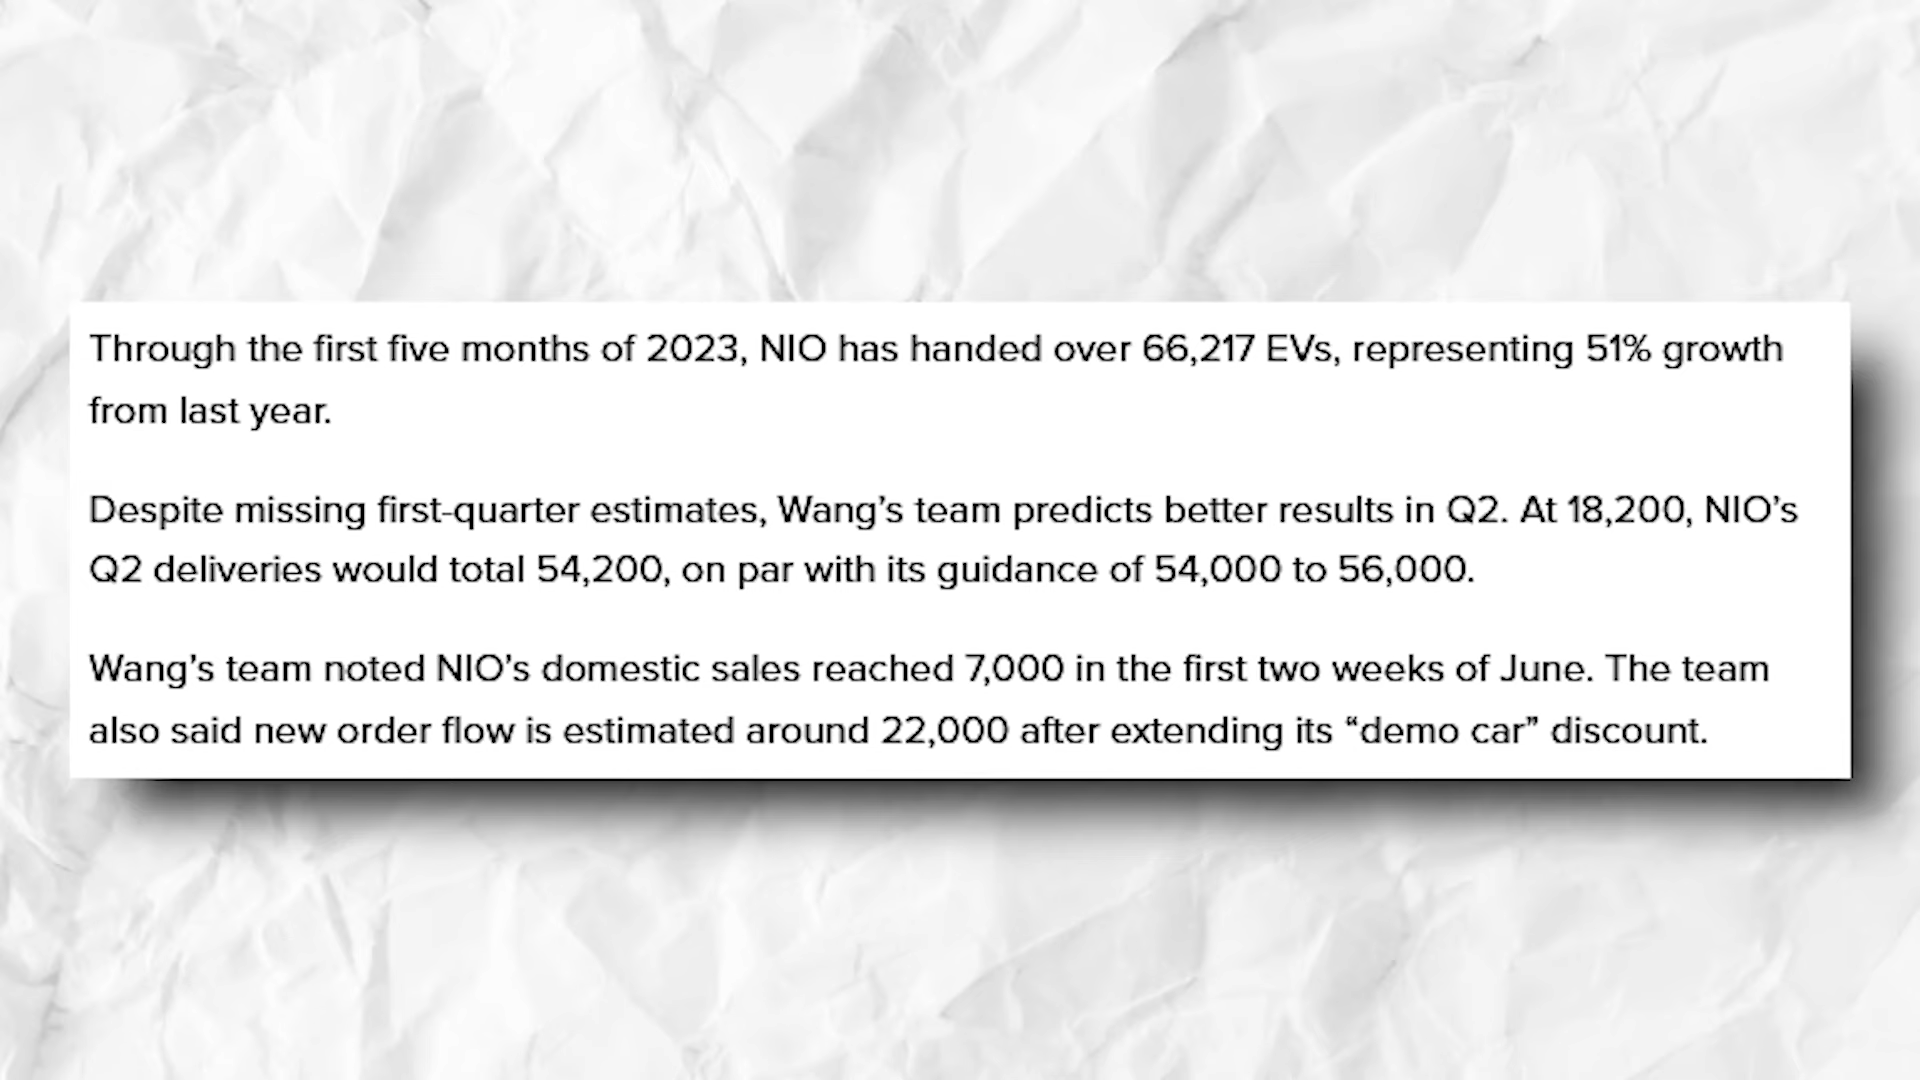 Through the first five months of 2023, NIO has handed over 66,217 EVs, representing 51% growth
from last year.
Despite missing first-quarter estimates, Wang’s team predicts better results in Q2. At 18,200, NIO’s
Q2 deliveries would total 54,200, on par with its guidance of 54,000 to 56,000.
Wang’s team noted NIO’s domestic sales reached 7,000 in the first two weeks of June. The team
also said new order flow is estimated around 22,000 after extending its “demo car” discount.